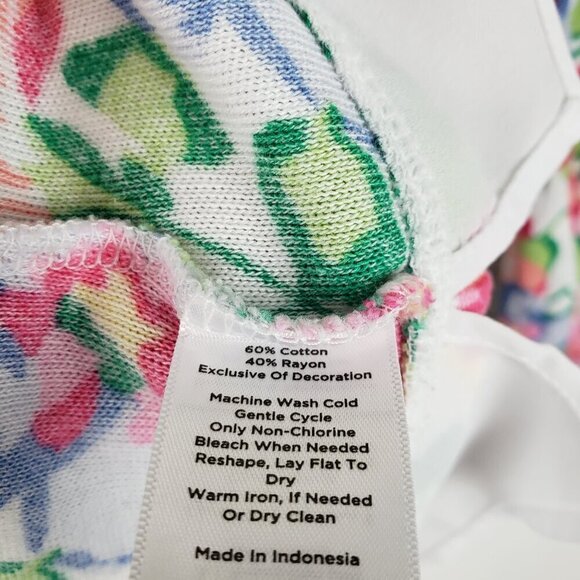 60% Cotton
40% Rayon
Exclusive Of Decoration
Machine Wash Cold
Gentle Cycle
Only Non-Chlorine
Bleach When Needed
Reshape, Lay Flat To
Dry
Warm Iron, If Needed
Or Dry Clean
Made In Indonesia